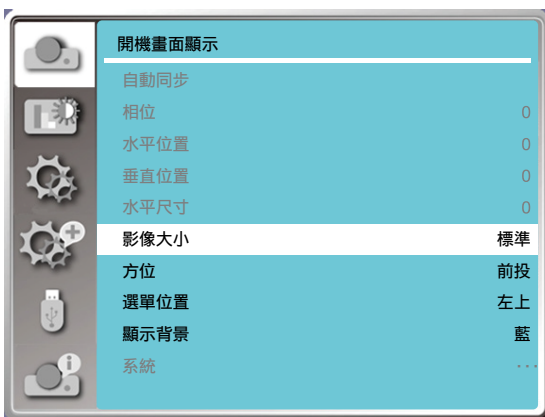 開機畫面顯示
自動同步
相位 0
水平位置 0
垂直位置 0
水平尺寸 0
影像大小 標準
方位 前投
選單位置 左上
顯示背景 藍
系統 ...